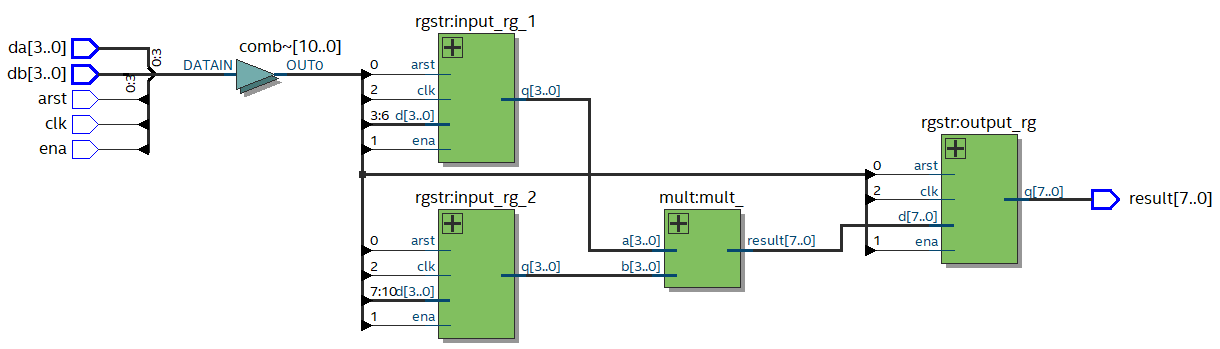 da[3..0]
db[3..0]
arst
clk
ena
0:3
0:3
DATAIN
comb~[10..0]
OUT0
rgstr:input_rg_1
0 arst
2 clk
3:6 d[3..0]
1 ena
q[3..0]
rgstr:input_rg_2
0 arst
2 clk
7:10 d[3..0]
1 ena
q[3..0]
mult:mult_
a[3..0]
b[3..0]
result[7..0]
rgstr:output_rg
0 arst
2 clk
d[7..0]
1 ena
q[7..0]
result[7..0]